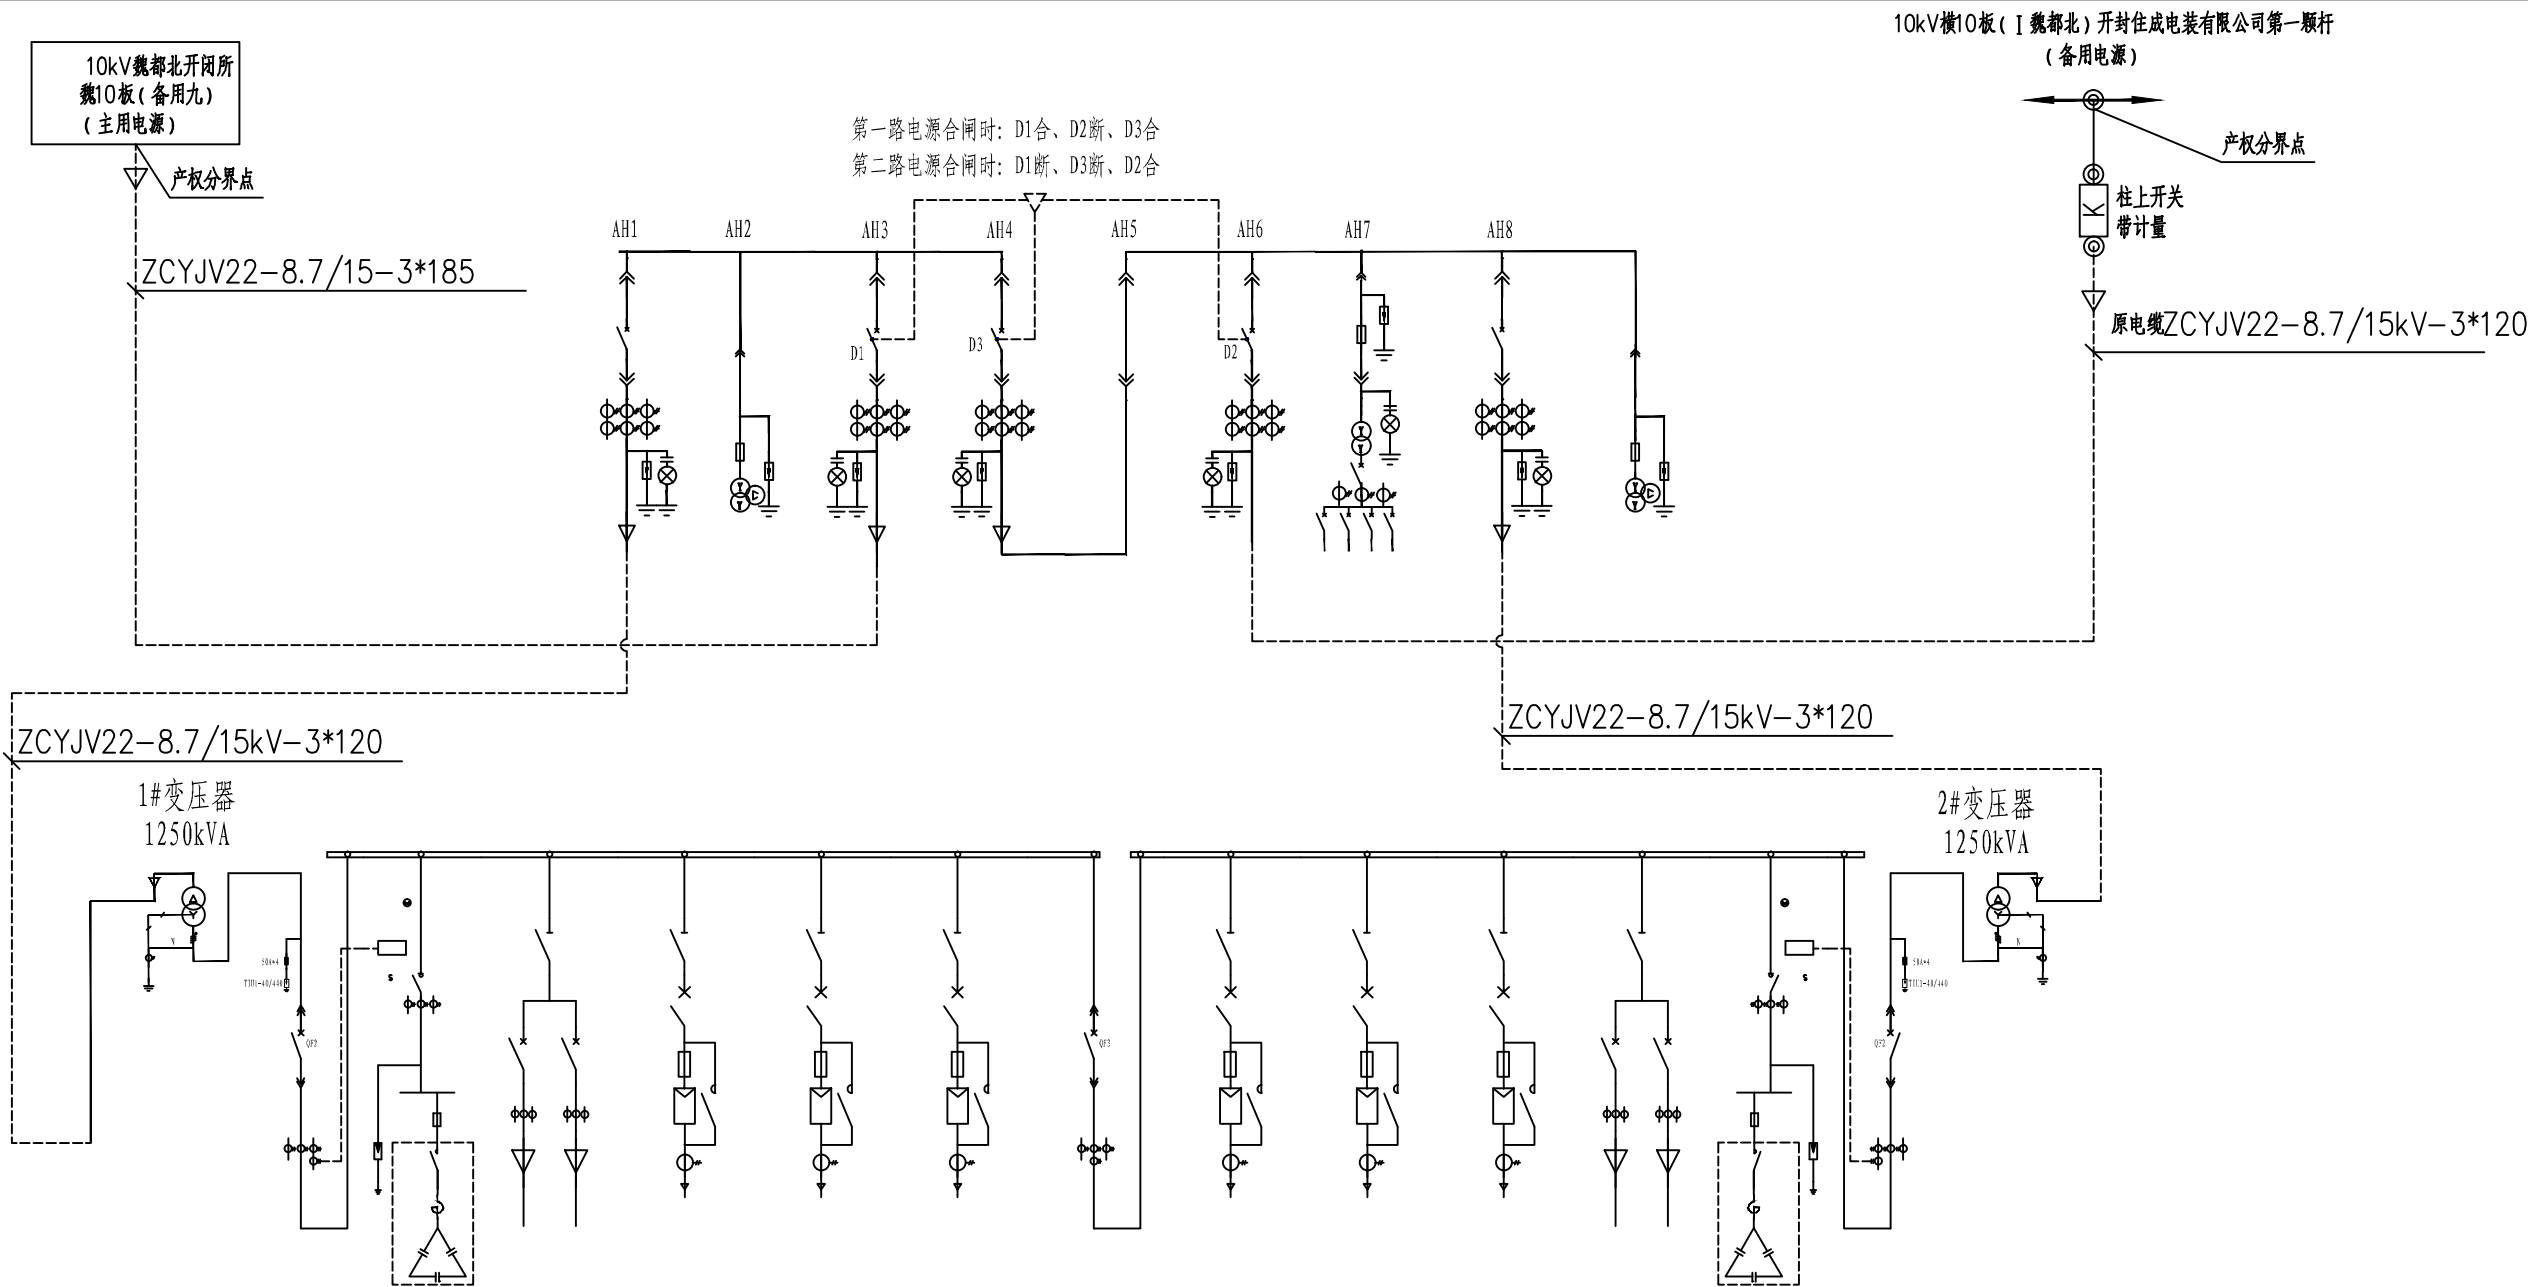 10kV魏都北开闭所
魏10板(备用九)
(主用电源)
产权分界点
ZCYJV22-8.7/15-3*185
第一路电源合闸时: D1合、D2断、D3合
第二路电源合闸时: D1断、D3断、D2合
AH1
AH2
AH3
AH4
AH5
AH6
AH7
AH8
D1
D3
D2
10kV横10板(Ⅰ魏都北)开封住成电装有限公司第一颗杆
(备用电源)
产权分界点
柱上开关
带计量
原电缆ZCYJV22-8.7/15kV-3*120
ZCYJV22-8.7/15kV-3*120
1#变压器
1250kVA
ZCYJV22-8.7/15kV-3*120
2#变压器
1250kVA
N
50A*4
QF2
S
QF3
QF2
S
50A*4
N